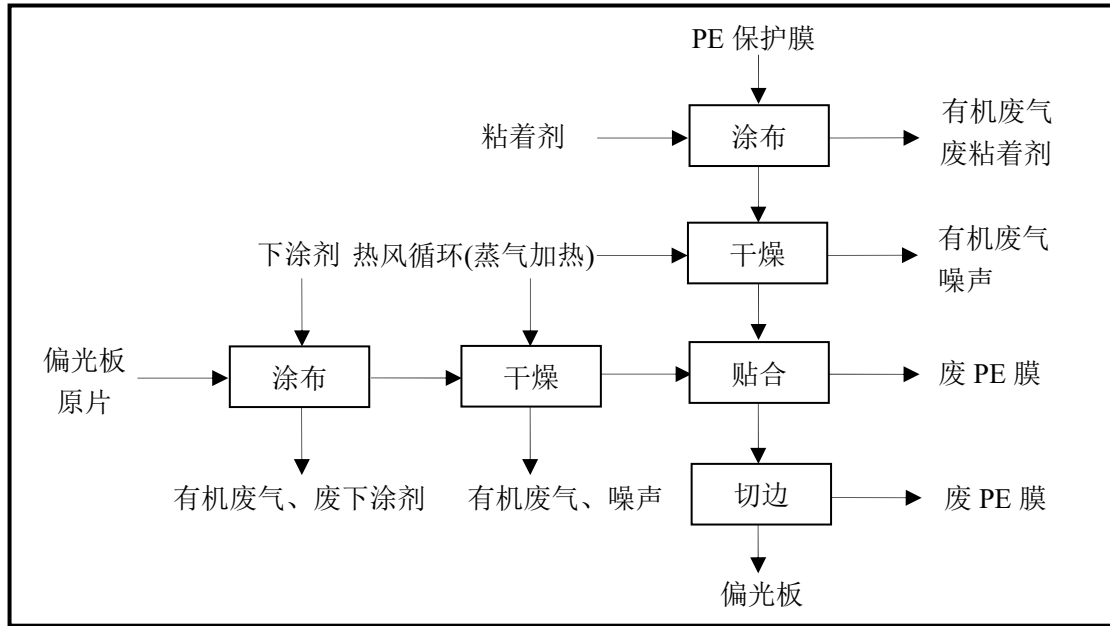 PE 保护膜
粘着剂
涂布
有机废气
废粘着剂
下涂剂 热风循环(蒸气加热)
干燥
有机废气
噪声
偏光板
原片
涂布
干燥
贴合
废 PE 膜
有机废气、废下涂剂
有机废气、噪声
切边
废 PE 膜
偏光板